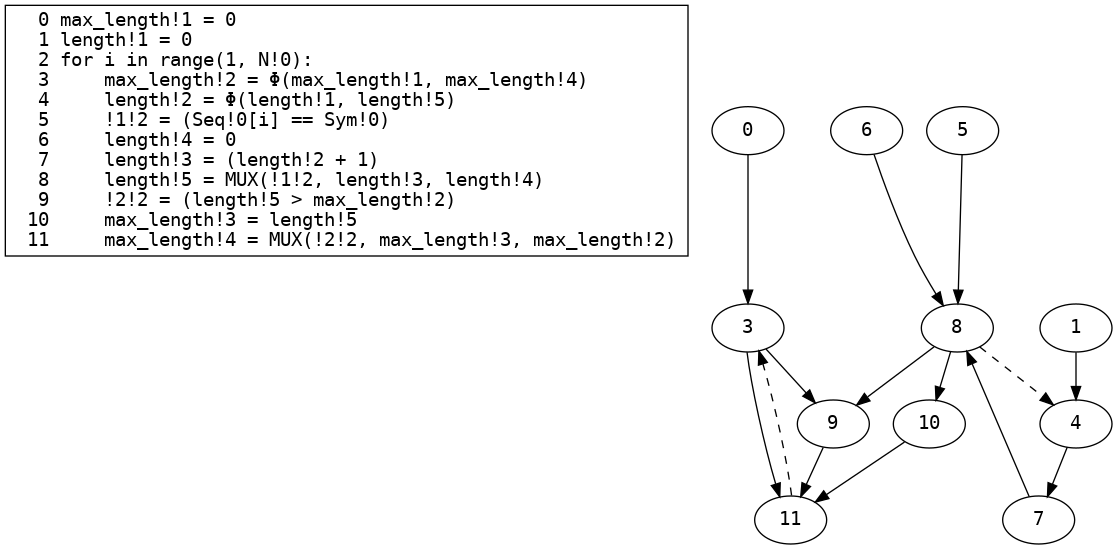 0 max_length!1 = 0
1 length!1 = 0
2 for i in range(1, N!0):
3     max_length!2 = Φ(max_length!1, max_length!4)
4     length!2 = Φ(length!1, length!5)
5     !1!2 = (Seq!0[i] == Sym!0)
6     length!4 = 0
7     length!3 = (length!2 + 1)
8     length!5 = MUX(!1!2, length!3, length!4)
9     !2!2 = (length!5 > max_length!2)
10     max_length!3 = length!5
11     max_length!4 = MUX(!2!2, max_length!3, max_length!2)
0 6 5
3 8 1
9 10 4
11 7